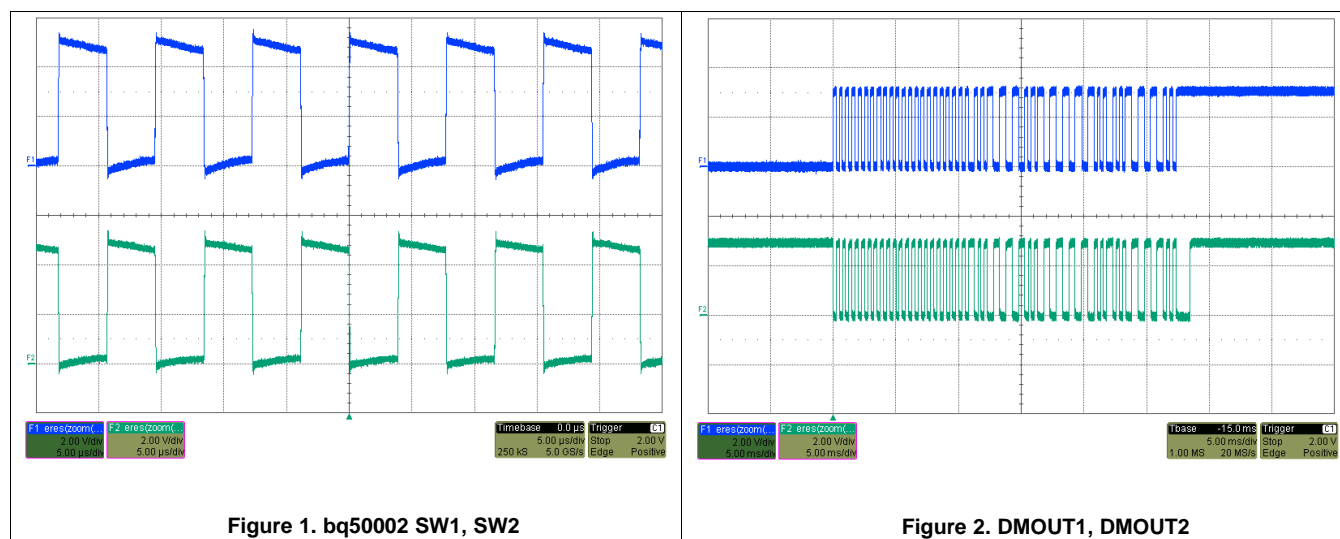 F1
F2
F1 eres(zoom(...
2.00 V/div
5.00 µs/div
F2 eres(zoom(...
2.00 V/div
5.00 µs/div
Timebase 0.0 µs
5.00 µs/div
250 kS 5.0 GS/s
Trigger C1
Stop 2.00 V
Edge Positive
Figure 1. bq50002 SW1, SW2
F1
F2
F1 eres(zoom(...
2.00 V/div
5.00 ms/div
F2 eres(zoom(...
2.00 V/div
5.00 ms/div
Tbase -15.0 ms
5.00 ms/div
1.00 MS 20 MS/s
Trigger C1
Stop 2.00 V
Edge Positive
Figure 2. DMOUT1, DMOUT2